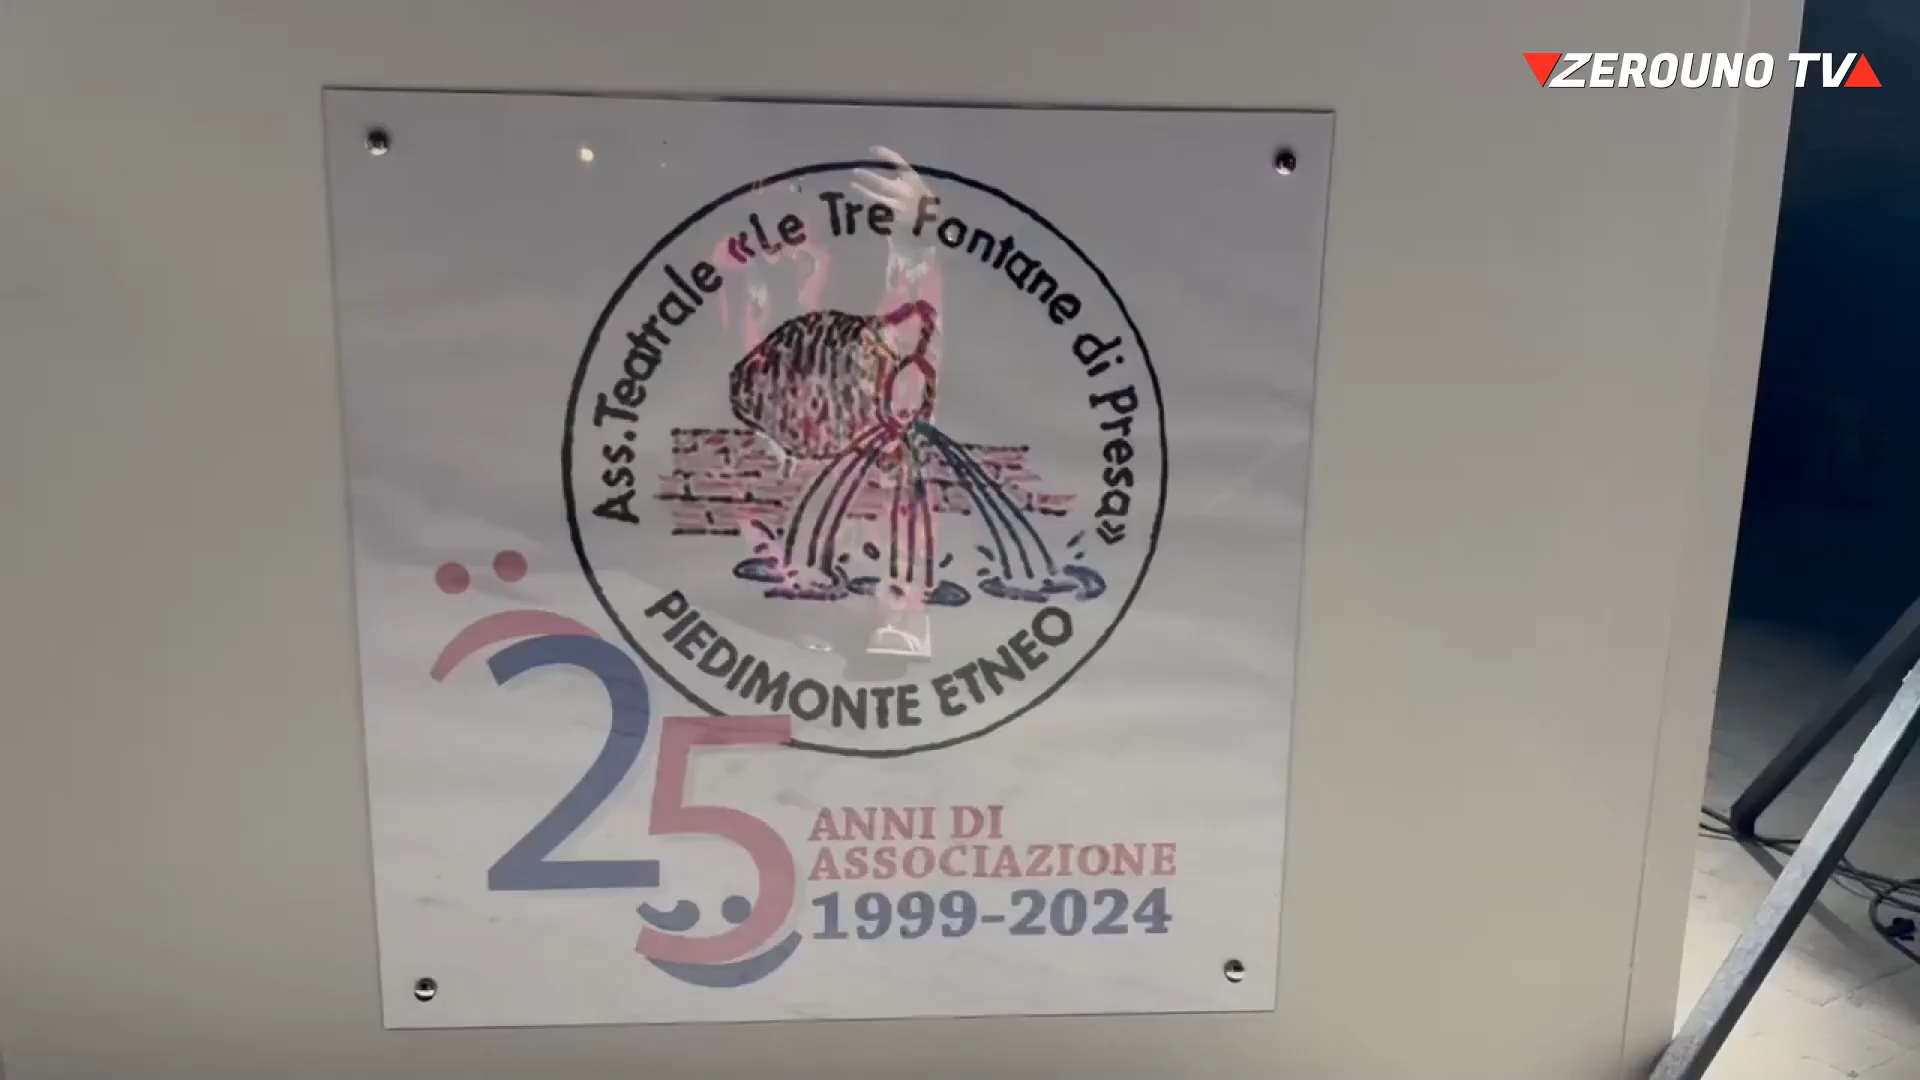 ZEROUNO TV
Ass. Teatrale «Le Tre Fontane di Presa»
PIEDIMONTE ETNEO
25
ANNI DI
ASSOCIAZIONE
1999-2024